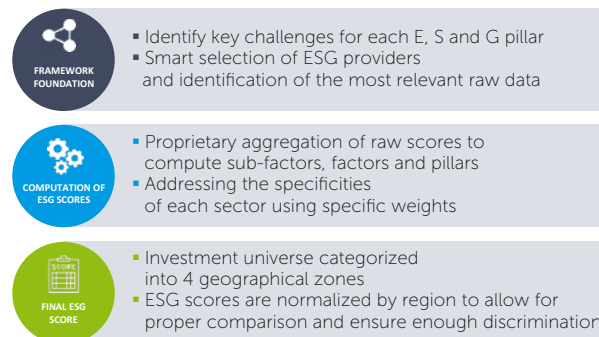 FRAMEWORK
FOUNDATION
▪ Identify key challenges for each E, S and G pillar
▪ Smart selection of ESG providers
and identification of the most relevant raw data
COMPUTATION OF
ESG SCORES
▪ Proprietary aggregation of raw scores to
compute sub-factors, factors and pillars
▪ Addressing the specificities
of each sector using specific weights
SCORE
FINAL ESG
SCORE
▪ Investment universe categorized
into 4 geographical zones
▪ ESG scores are normalized by region to allow for
proper comparison and ensure enough discrimination